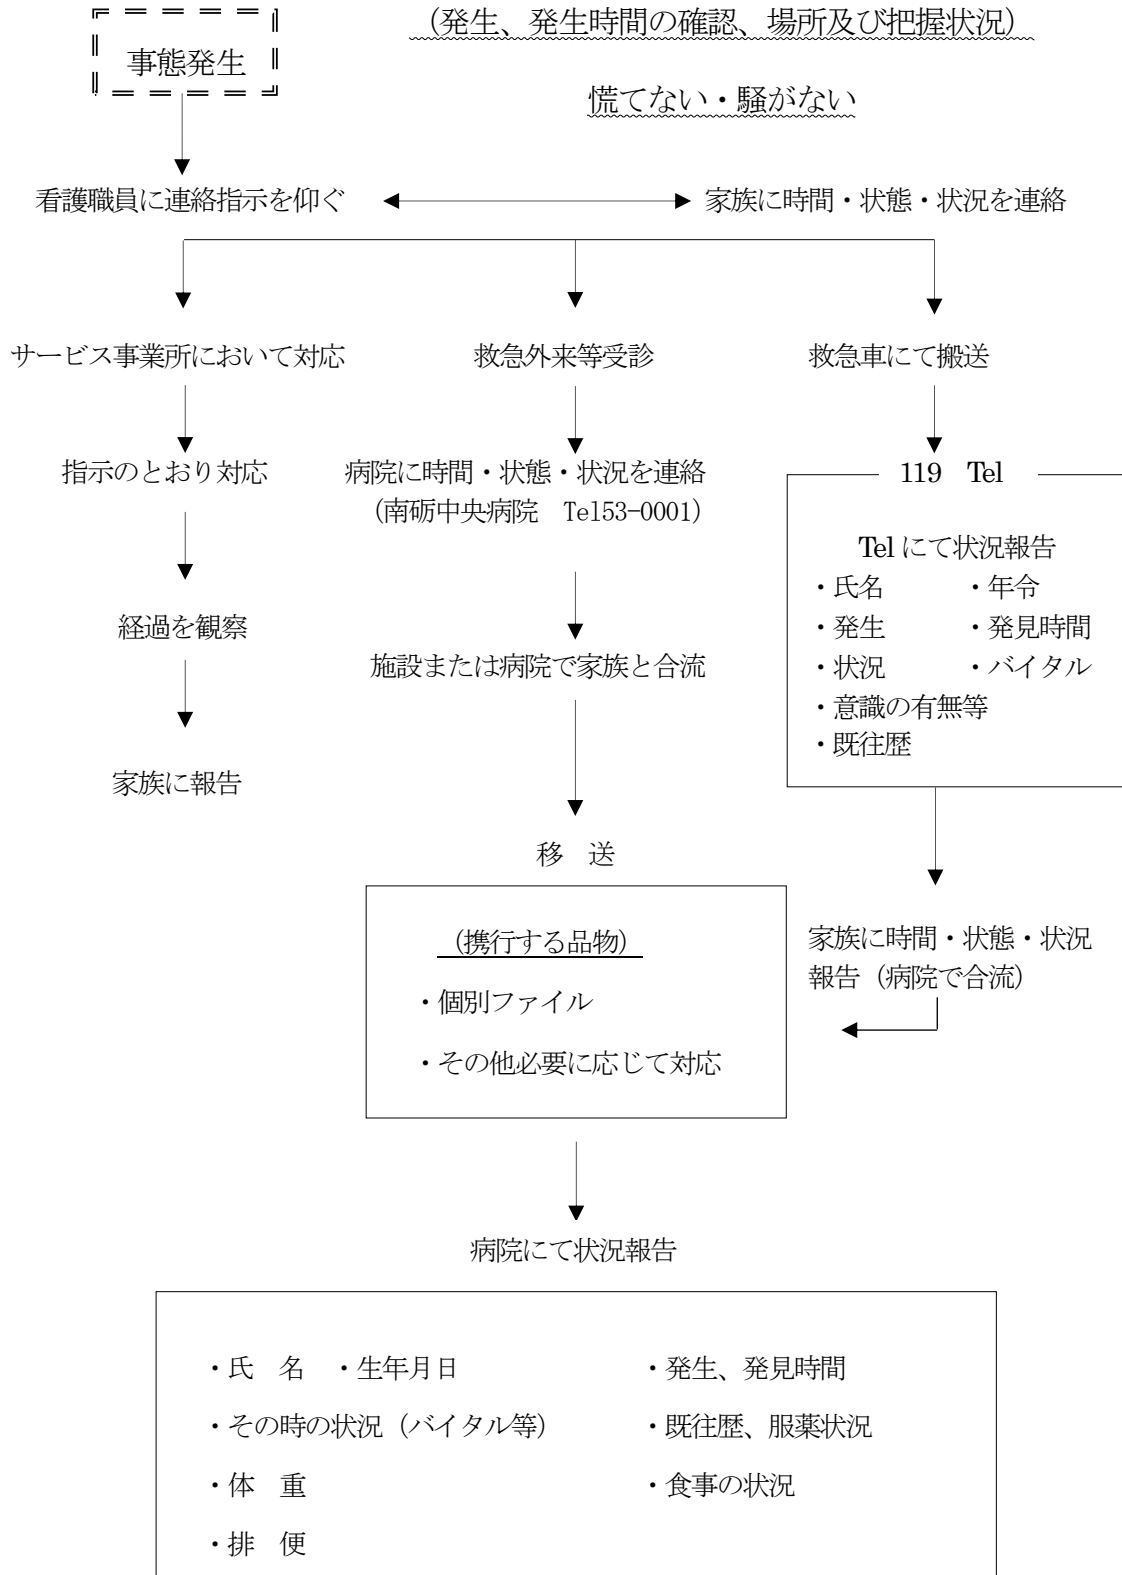 (発生、発生時間の確認、場所及び把握状況)
事態発生
慌てない・騒がない
看護職員に連絡指示を仰ぐ
家族に時間・状態・状況を連絡
サービス事業所において対応
救急外来等受診
救急車にて搬送
指示のとおり対応
病院に時間・状態・状況を連絡
(南砺中央病院 Tel53-0001)
119 Tel
Tel にて状況報告
・氏名 ・年令
・発生 ・発見時間
・状況 ・バイタル
・意識の有無等
・既往歴
経過を観察
施設または病院で家族と合流
家族に報告
移 送
(携行する品物)
・個別ファイル
・その他必要に応じて対応
家族に時間・状態・状況
報告(病院で合流)
病院にて状況報告
・氏 名 ・生年月日 ・発生、発見時間
・その時の状況(バイタル等) ・既往歴、服薬状況
・体 重 ・食事の状況
・排 便